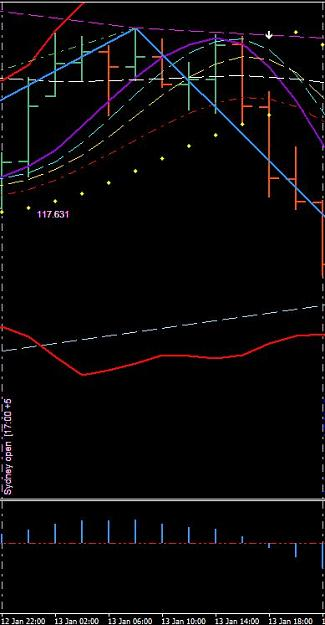 117.631
Sydney open [17:00 +5
12 Jan 22:00 13 Jan 02:00 13 Jan 06:00 13 Jan 10:00 13 Jan 14:00 13 Jan 18:00